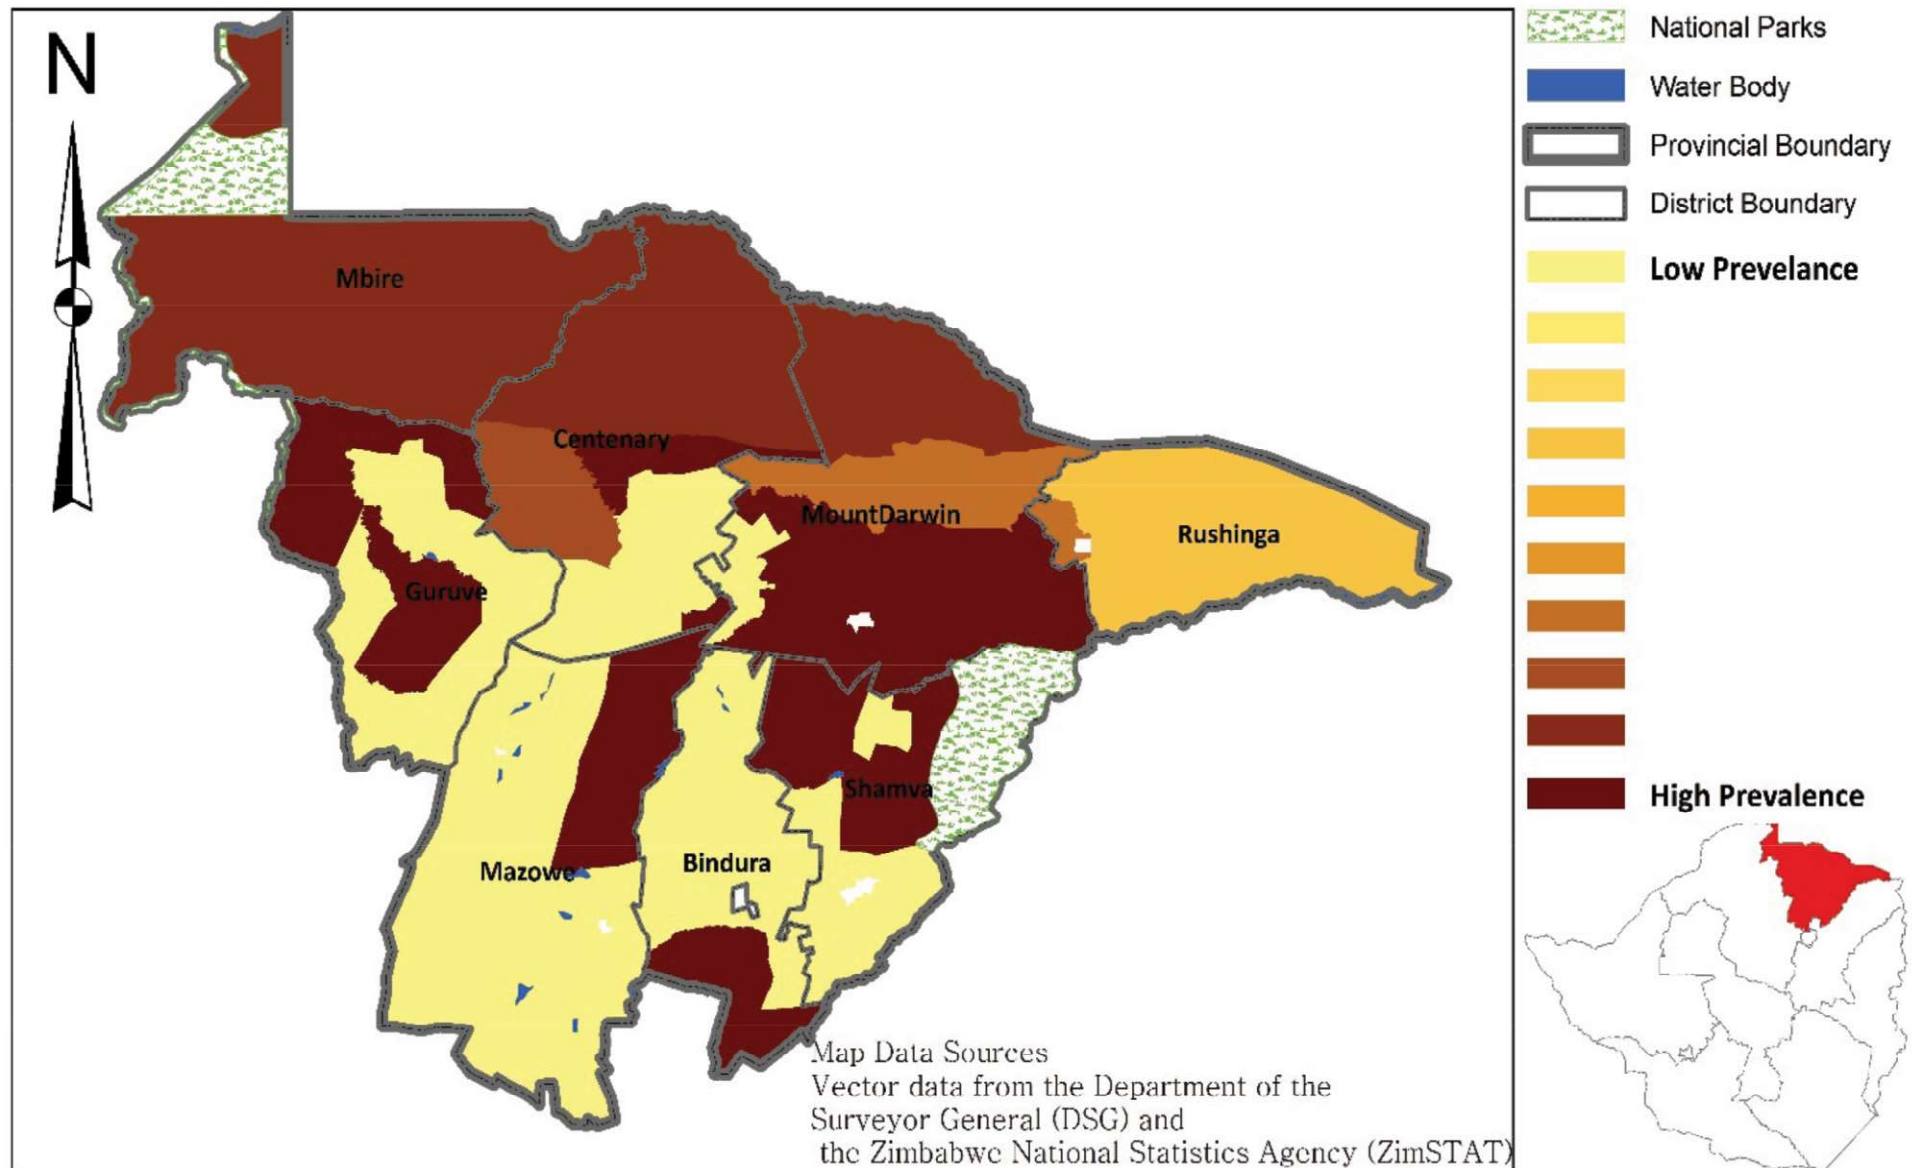 N
National Parks
Water Body
Provincial Boundary
District Boundary
Low Prevelance
High Prevalence
Mbire
Centenary
MountDarwin
Rushinga
Guruve
Shamva
Mazowe
Bindura
Map Data Sources
Vector data from the Department of the
Surveyor General (DSG) and
the Zimbabwe National Statistics Agency (ZimSTAT)